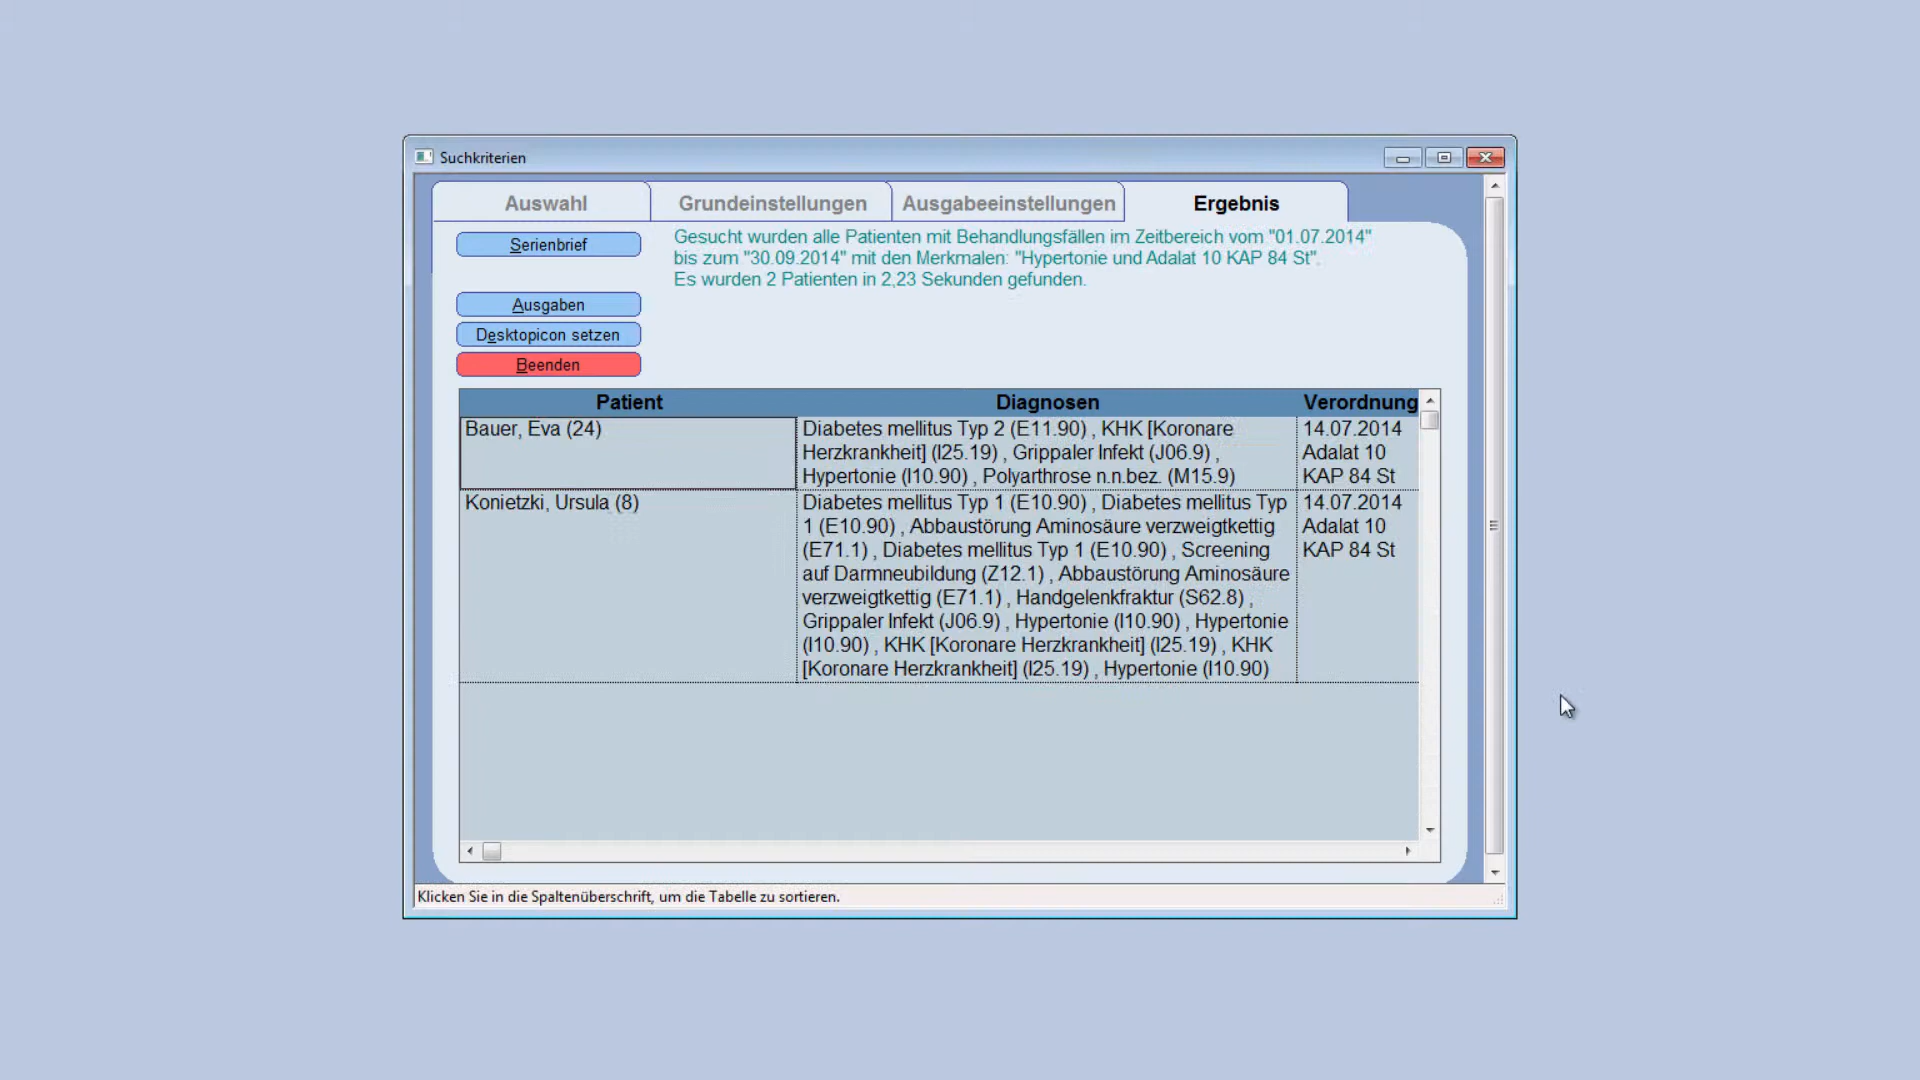 Suchkriterien
Auswahl
Grundeinstellungen
Ausgabeeinstellungen
Ergebnis
Serienbrief
Gesucht wurden alle Patienten mit Behandlungsfällen im Zeitbereich vom "01.07.2014"
bis zum "30.09.2014" mit den Merkmalen: "Hypertonie und Adalat 10 KAP 84 St".
Es wurden 2 Patienten in 2,23 Sekunden gefunden.
Ausgaben
Desktopicon setzen
Beenden
Patient
Diagnosen
Verordnung
Bauer, Eva (24)
Diabetes mellitus Typ 2 (E11.90) , KHK [Koronare
Herzkrankheit] (I25.19) , Grippaler Infekt (J06.9) ,
Hypertonie (I10.90) , Polyarthrose n.n.bez. (M15.9)
14.07.2014
Adalat 10
KAP 84 St
Konietzki, Ursula (8)
Diabetes mellitus Typ 1 (E10.90) , Diabetes mellitus Typ
1 (E10.90) , Abbaustörung Aminosäure verzweigtkettig
(E71.1) , Diabetes mellitus Typ 1 (E10.90) , Screening
auf Darmneubildung (Z12.1) , Abbaustörung Aminosäure
verzweigtkettig (E71.1) , Handgelenkfraktur (S62.8) ,
Grippaler Infekt (J06.9) , Hypertonie (I10.90) , Hypertonie
(I10.90) , KHK [Koronare Herzkrankheit] (I25.19) , KHK
[Koronare Herzkrankheit] (I25.19) , Hypertonie (I10.90)
14.07.2014
Adalat 10
KAP 84 St
Klicken Sie in die Spaltenüberschrift, um die Tabelle zu sortieren.